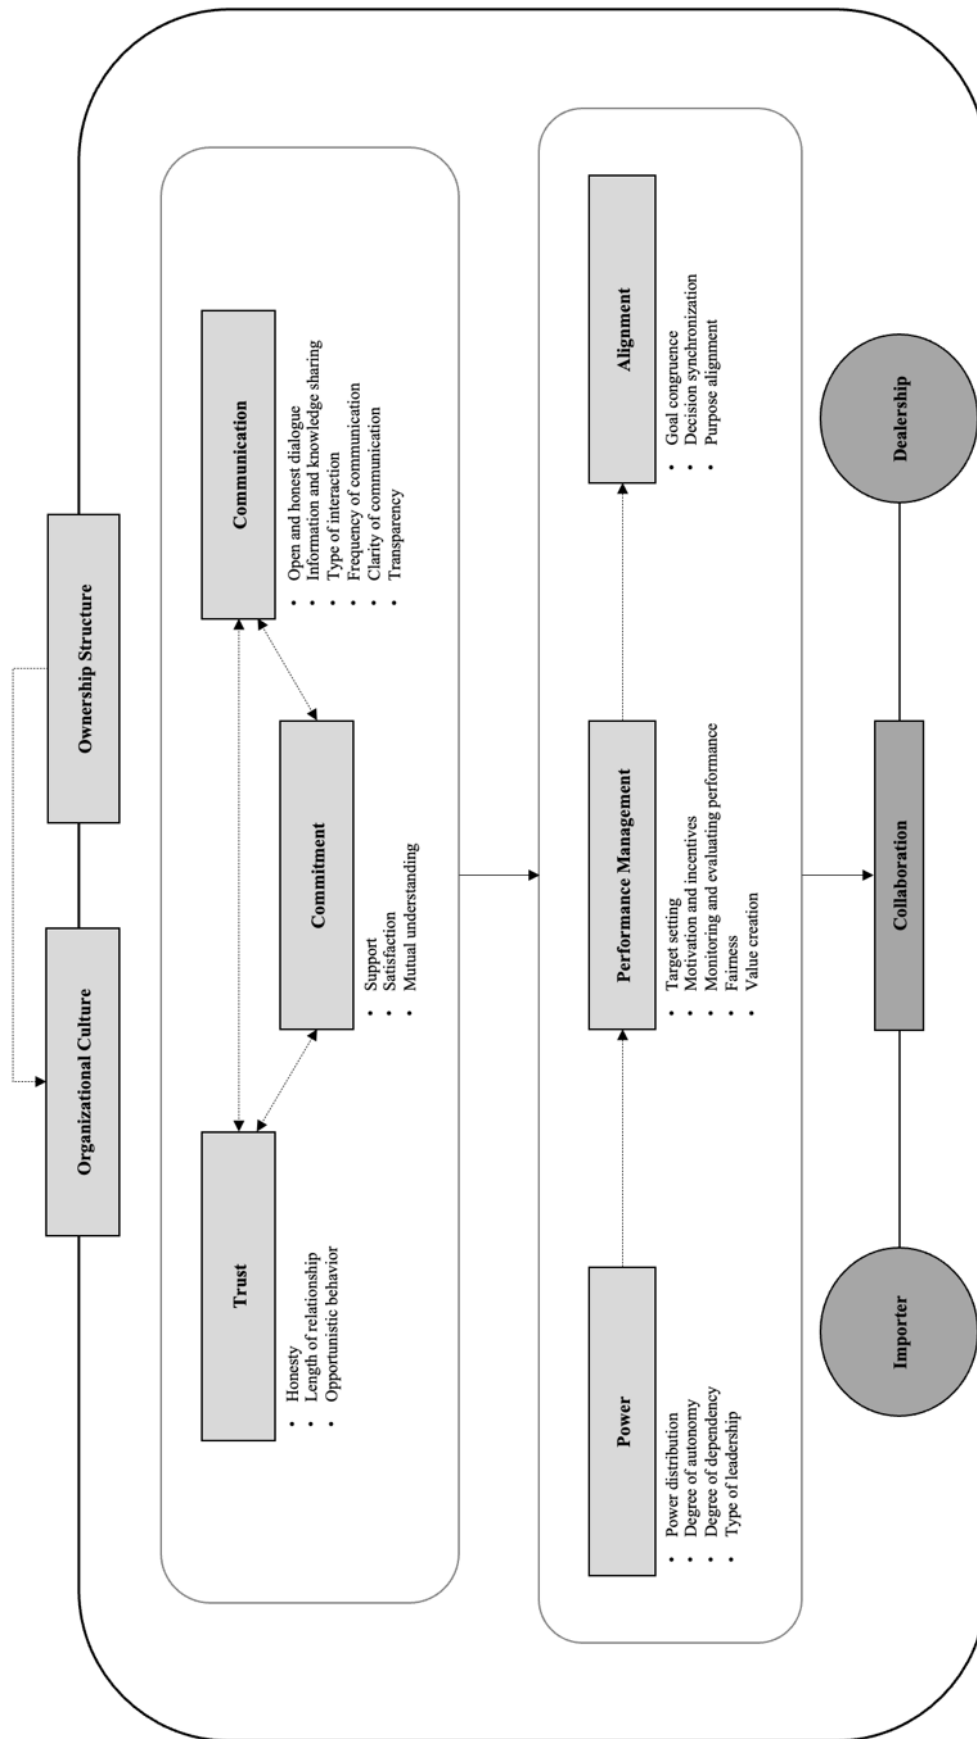 Organizational Culture
Ownership Structure
Trust
• Honesty
• Length of relationship
• Opportunistic behavior
Commitment
• Support
• Satisfaction
• Mutual understanding
Communication
• Open and honest dialogue
• Information and knowledge sharing
• Type of interaction
• Frequency of communication
• Clarity of communication
• Transparency
Power
• Power distribution
• Degree of autonomy
• Degree of dependency
• Type of leadership
Performance Management
• Target setting
• Motivation and incentives
• Monitoring and evaluating performance
• Fairness
• Value creation
Alignment
• Goal congruence
• Decision synchronization
• Purpose alignment
Importer
Collaboration
Dealership